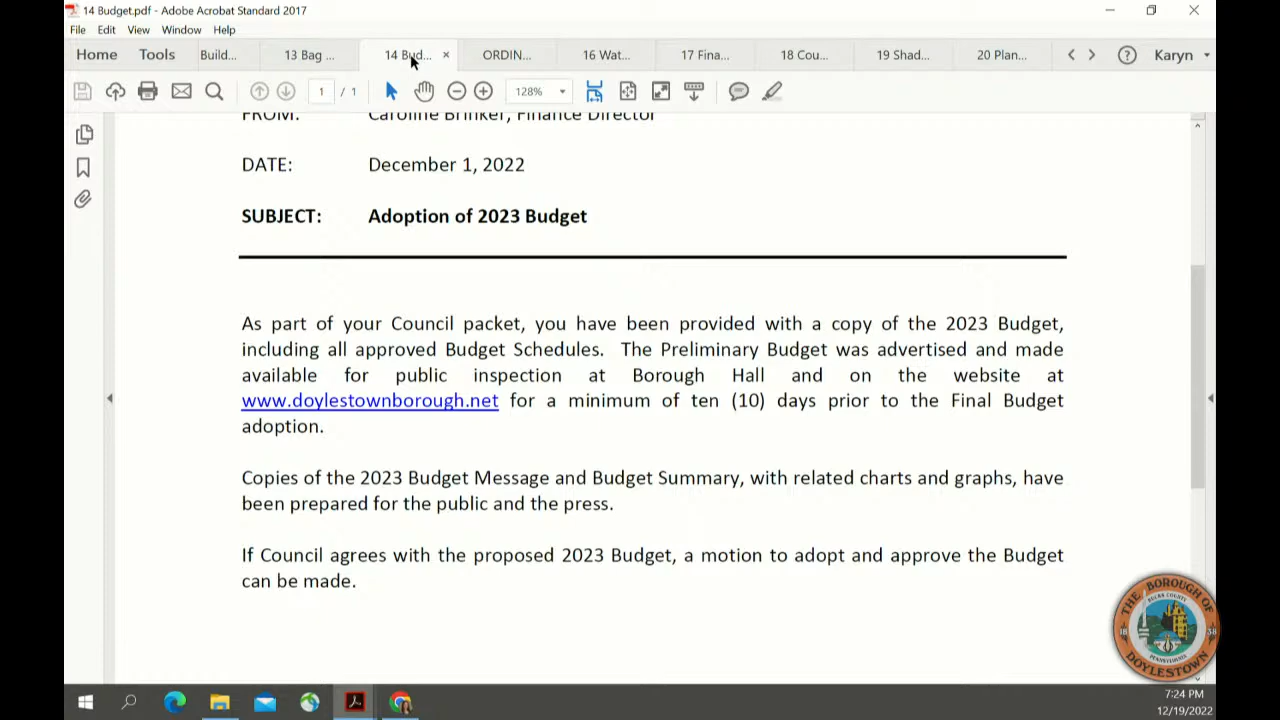 14 Budget.pdf - Adobe Acrobat Standard 2017
File Edit View Window Help
Home Tools Build... 13 Bag ... 14 Bud... × ORDIN... 16 Wat... 17 Fina... 18 Cou... 19 Shad... 20 Plan... Karyn
1 / 1 128%
FROM: Caroline Brinker, Finance Director
DATE: December 1, 2022
SUBJECT: Adoption of 2023 Budget
As part of your Council packet, you have been provided with a copy of the 2023 Budget,
including all approved Budget Schedules. The Preliminary Budget was advertised and made
available for public inspection at Borough Hall and on the website at
www.doylestownborough.net for a minimum of ten (10) days prior to the Final Budget
adoption.
Copies of the 2023 Budget Message and Budget Summary, with related charts and graphs, have
been prepared for the public and the press.
If Council agrees with the proposed 2023 Budget, a motion to adopt and approve the Budget
can be made.
THE BOROUGH OF
BUCKS COUNTY
18 38
PENNSYLVANIA
DOYLESTOWN
7:24 PM
12/19/2022